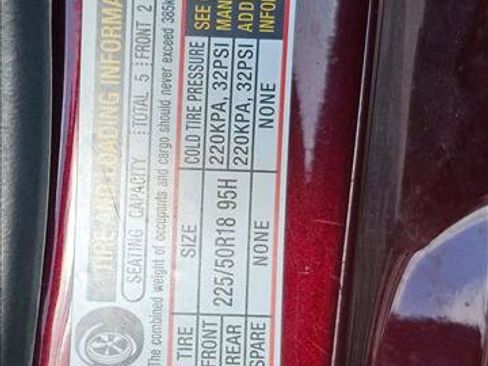 TIRE AND LOADING INFORMA
SEATING CAPACITY TOTAL 5 FRONT 2
The combined weight of occupants and cargo should never exceed 385k
TIRE SIZE COLD TIRE PRESSURE SEE
FRONT 225/50R18 95H 220KPA, 32PSI MAN
REAR 220KPA, 32PSI ADD
SPARE NONE NONE INFO